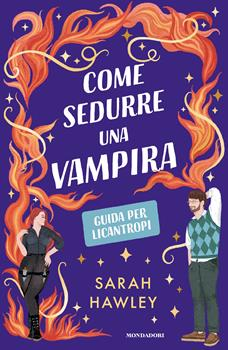 COME
SEDURRE
UNA
VAMPIRA
GUIDA PER
LICANTROPI
SARAH
HAWLEY
MONDADORI